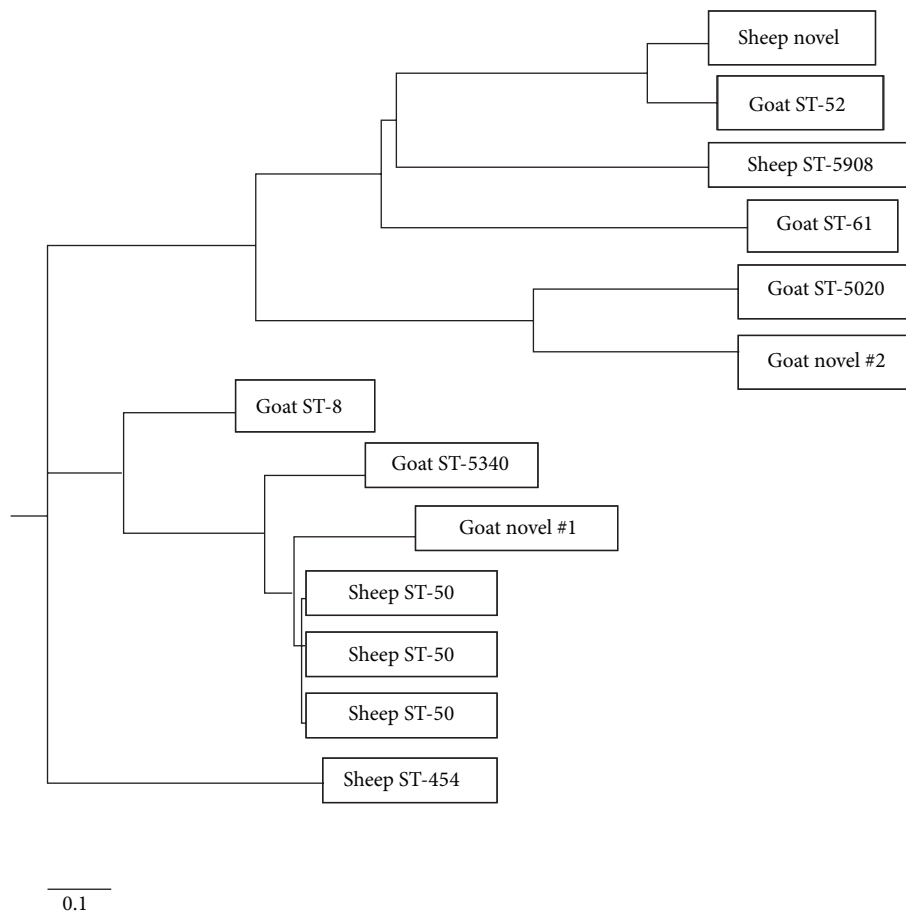 Sheep novel
Goat ST-52
Sheep ST-5908
Goat ST-61
Goat ST-5020
Goat novel #2
Goat ST-8
Goat ST-5340
Goat novel #1
Sheep ST-50
Sheep ST-50
Sheep ST-50
Sheep ST-454
0.1